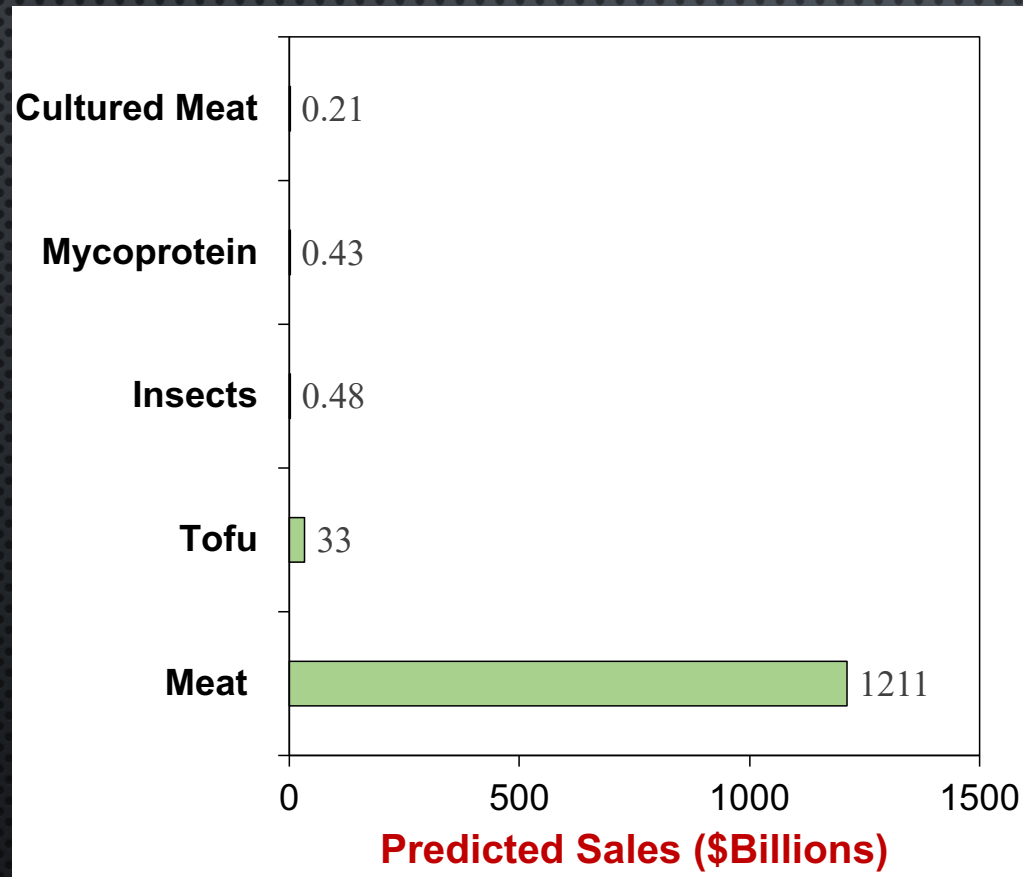 Cultured Meat 0.21
Mycoprotein 0.43
Insects 0.48
Tofu 33
Meat 1211
0 500 1000 1500
Predicted Sales ($Billions)